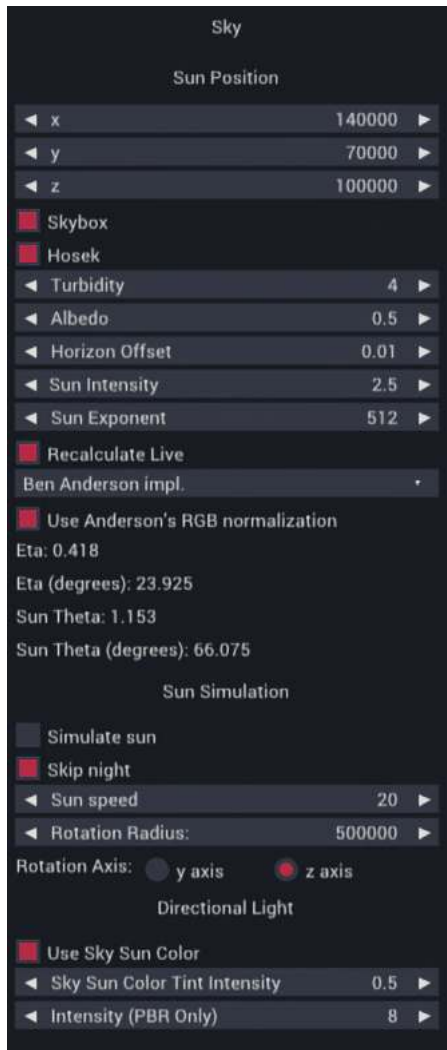 Sky
Sun Position
x 140000
y 70000
z 100000
Skybox
Hosek
Turbidity 4
Albedo 0.5
Horizon Offset 0.01
Sun Intensity 2.5
Sun Exponent 512
Recalculate Live
Ben Anderson impl.
Use Anderson's RGB normalization
Eta: 0.418
Eta (degrees): 23.925
Sun Theta: 1.153
Sun Theta (degrees): 66.075
Sun Simulation
Simulate sun
Skip night
Sun speed 20
Rotation Radius: 500000
Rotation Axis: y axis z axis
Directional Light
Use Sky Sun Color
Sky Sun Color Tint Intensity 0.5
Intensity (PBR Only) 8